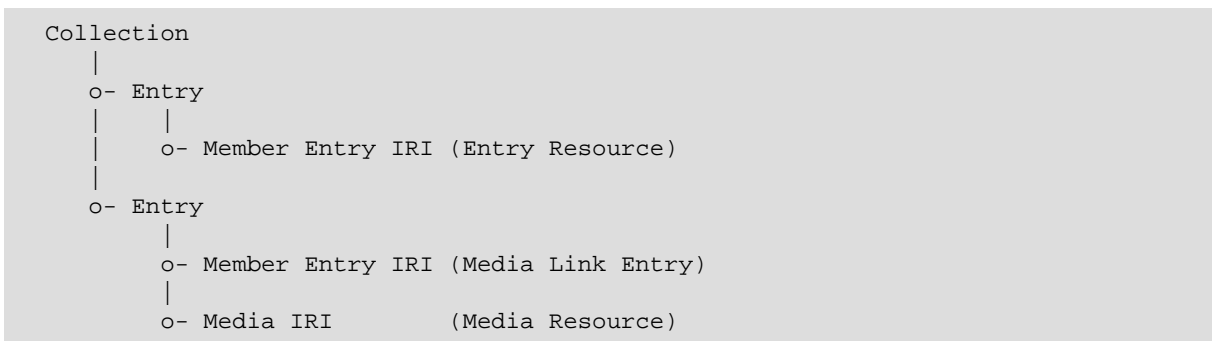 Collection
|
o- Entry
| |
| o- Member Entry IRI (Entry Resource)
|
o- Entry
|
o- Member Entry IRI (Media Link Entry)
|
o- Media IRI (Media Resource)